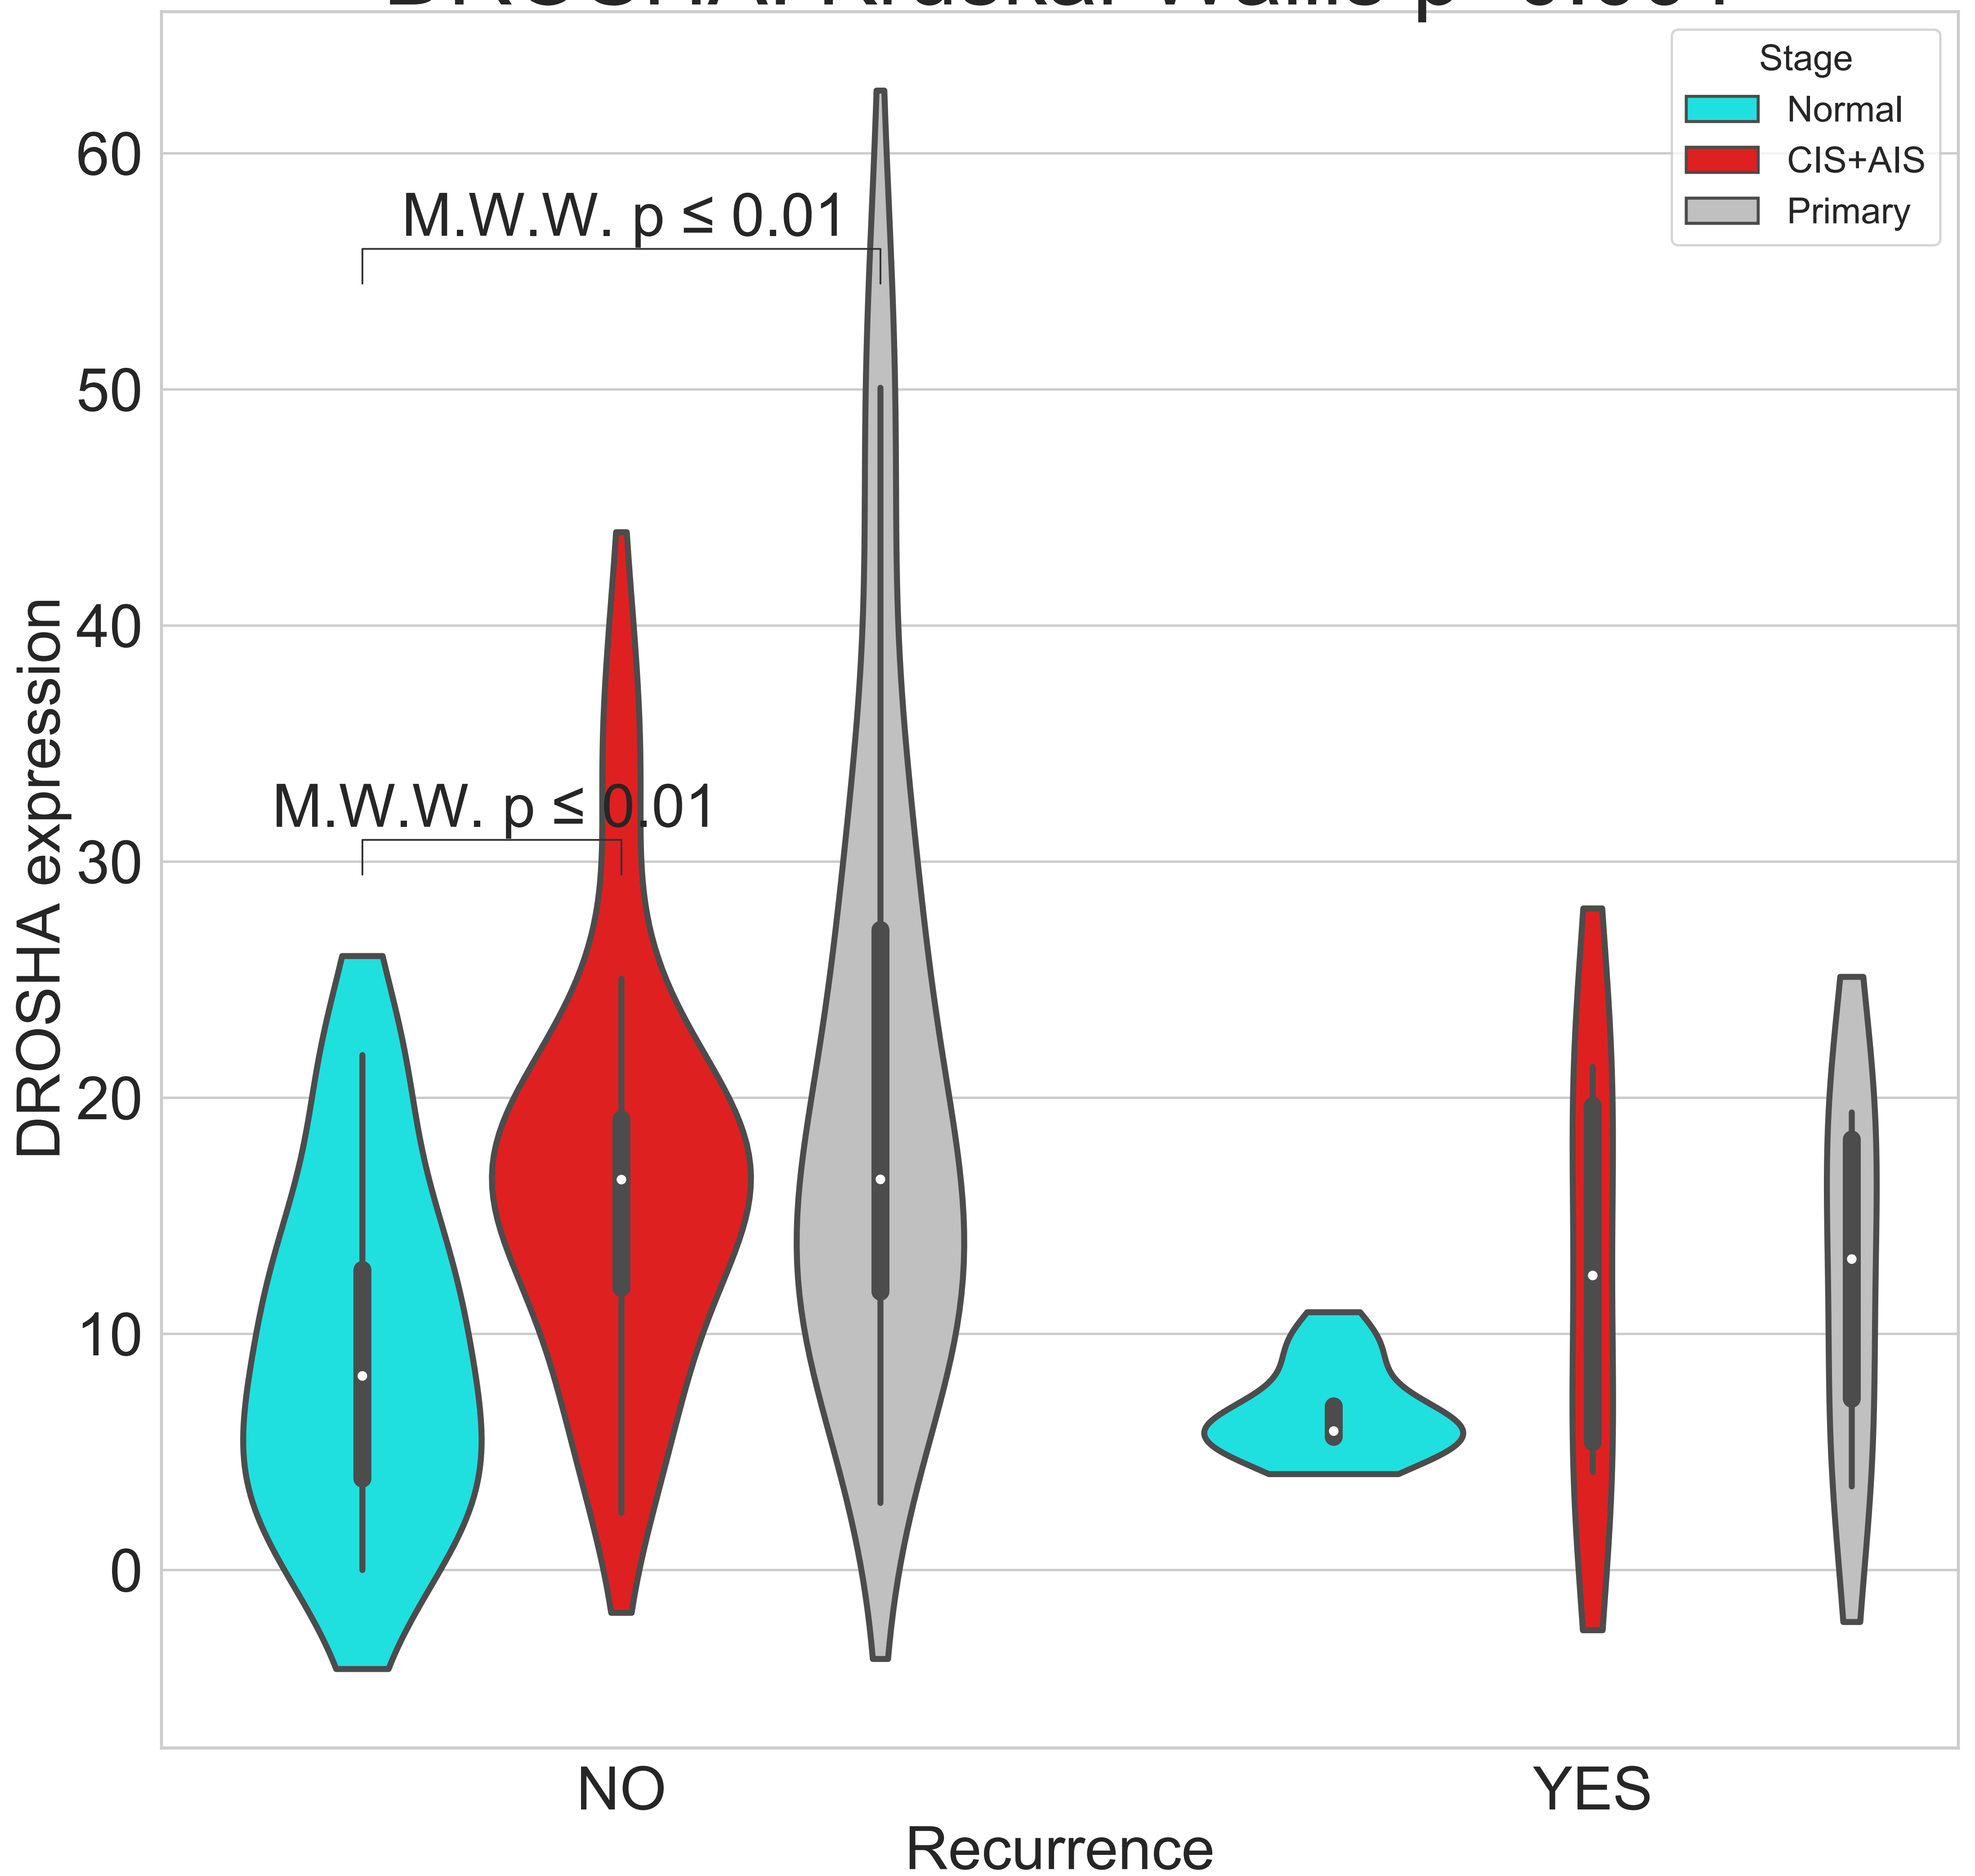 Stage
Normal
CIS+AIS
Primary
60
50
40
30
20
10
0
DROSHA expression
M.W.W. p ≤ 0.01
M.W.W. p ≤ 0.01
NO
YES
Recurrence